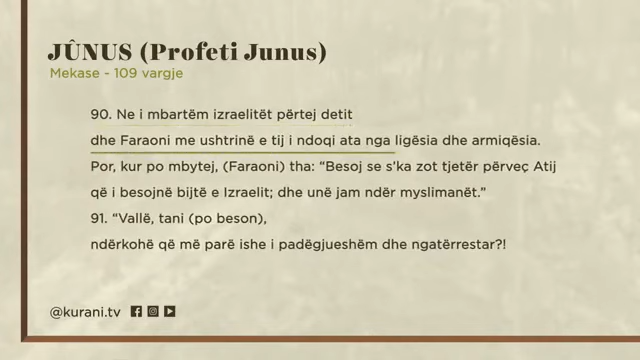 JÛNUS (Profeti Junus)
Mekase - 109 vargje
90. Ne i mbartëm izraelitët përtej detit
dhe Faraoni me ushtrinë e tij i ndoqi ata nga ligësia dhe armiqësia.
Por, kur po mbytej, (Faraoni) tha: “Besoj se s’ka zot tjetër përveç Atij
që i besojnë bijtë e Izraelit; dhe unë jam ndër myslimanët.”
91. “Vallë, tani (po beson),
ndërkohë që më parë ishe i padëgjueshëm dhe ngatërrestar?!
@kurani.tv